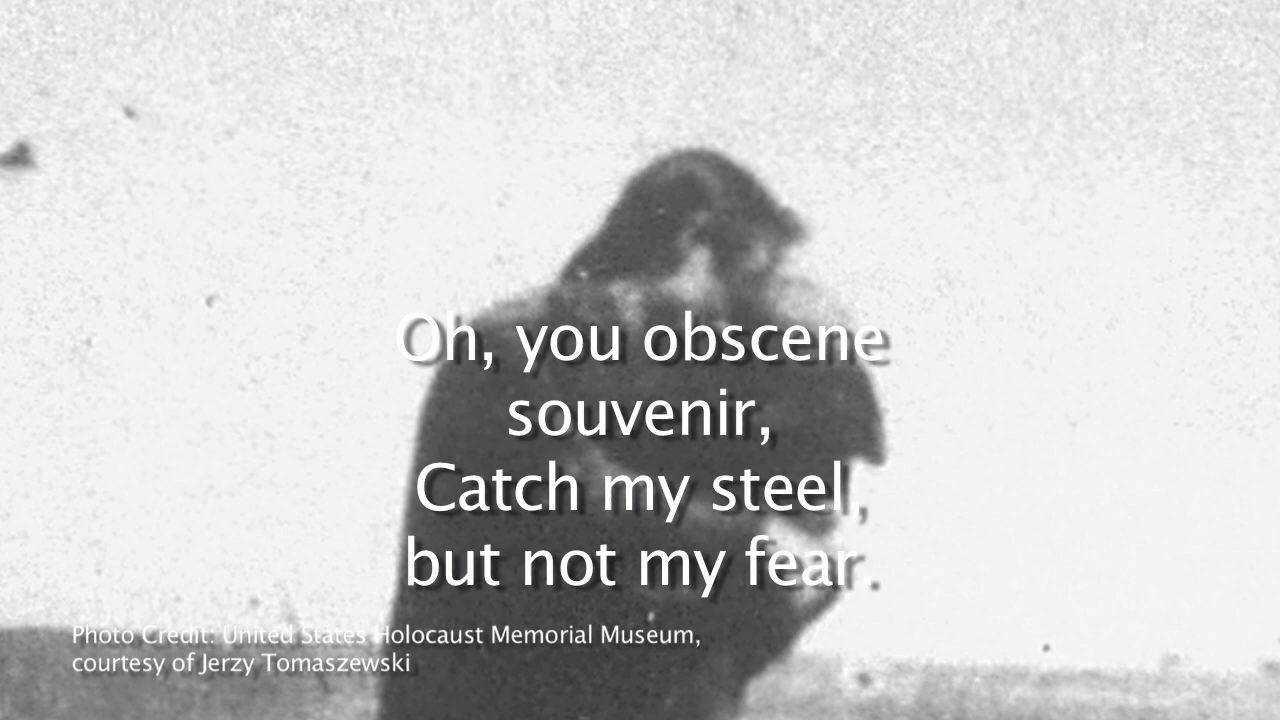 Oh, you obscene
souvenir,
Catch my steel,
but not my fear.
Photo Credit: United States Holocaust Memorial Museum,
courtesy of Jerzy Tomaszewski